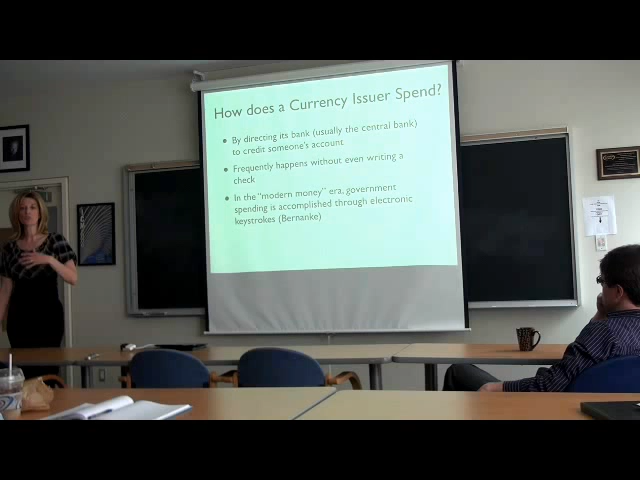 How does a Currency Issuer Spend?
• By directing its bank (usually the central bank)
to credit someone's account
• Frequently happens without even writing a
check
• In the "modern money" era, government
spending is accomplished through electronic
keystrokes (Bernanke)